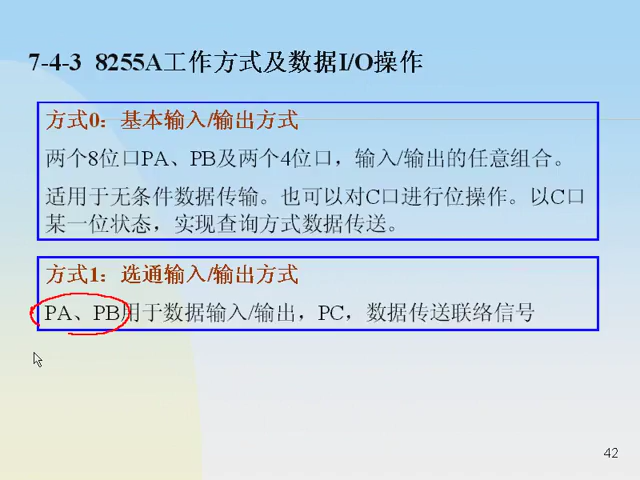 7-4-3 8255A工作方式及数据I/O操作
方式0：基本输入/输出方式
两个8位口PA、PB及两个4位口，输入/输出的任意组合。
适用于无条件数据传输。也可以对C口进行位操作。以C口
某一位状态，实现查询方式数据传送。
方式1：选通输入/输出方式
PA、PB用于数据输入/输出，PC，数据传送联络信号
42